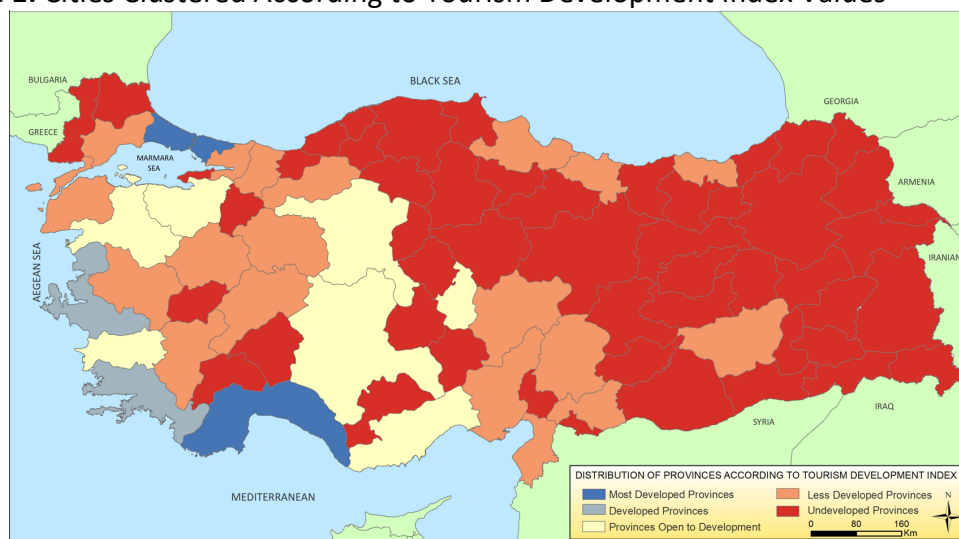 2. Cities Clustered According to Tourism Development Index Values
BULGARIA
BLACK SEA
GEORGIA
GREECE
MARMARA
SEA
ARMENIA
AEGEAN SEA
IRANIAN
IRAQ
SYRIA
MEDITERRANEAN
DISTRIBUTION OF PROVINCES ACCORDING TO TOURISM DEVELOPMENT INDEX
Most Developed Provinces
Developed Provinces
Provinces Open to Development
Less Developed Provinces
Undeveloped Provinces
N
0 80 160
Km